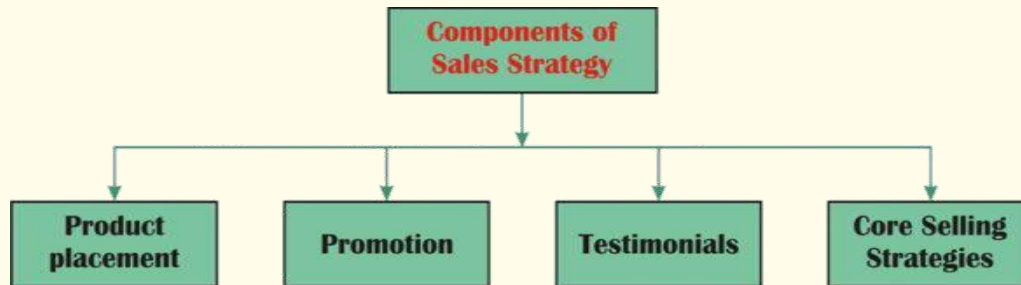 Components of
Sales Strategy
Product
placement
Promotion
Testimonials
Core Selling
Strategies